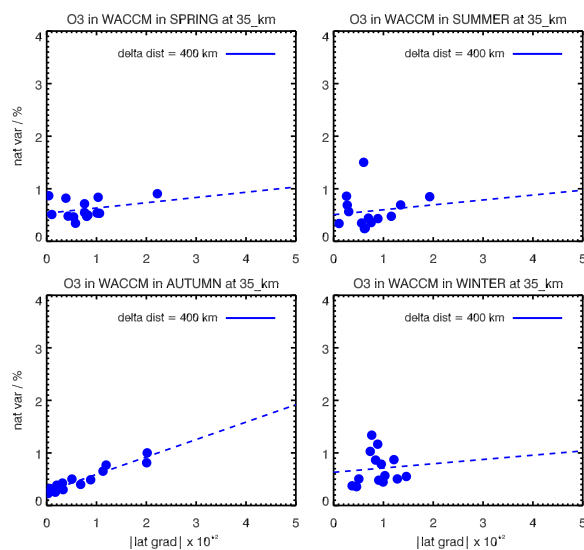 O3 in WACCM in SPRING at 35_km
O3 in WACCM in SUMMER at 35_km
nat var / %
delta dist = 400 km
delta dist = 400 km
4
3
2
1
0
4
3
2
1
0
0 1 2 3 4 5
0 1 2 3 4 5
O3 in WACCM in AUTUMN at 35_km
O3 in WACCM in WINTER at 35_km
nat var / %
delta dist = 400 km
delta dist = 400 km
4
3
2
1
0
4
3
2
1
0
0 1 2 3 4 5
0 1 2 3 4 5
|lat grad| x 10*²
|lat grad| x 10*²